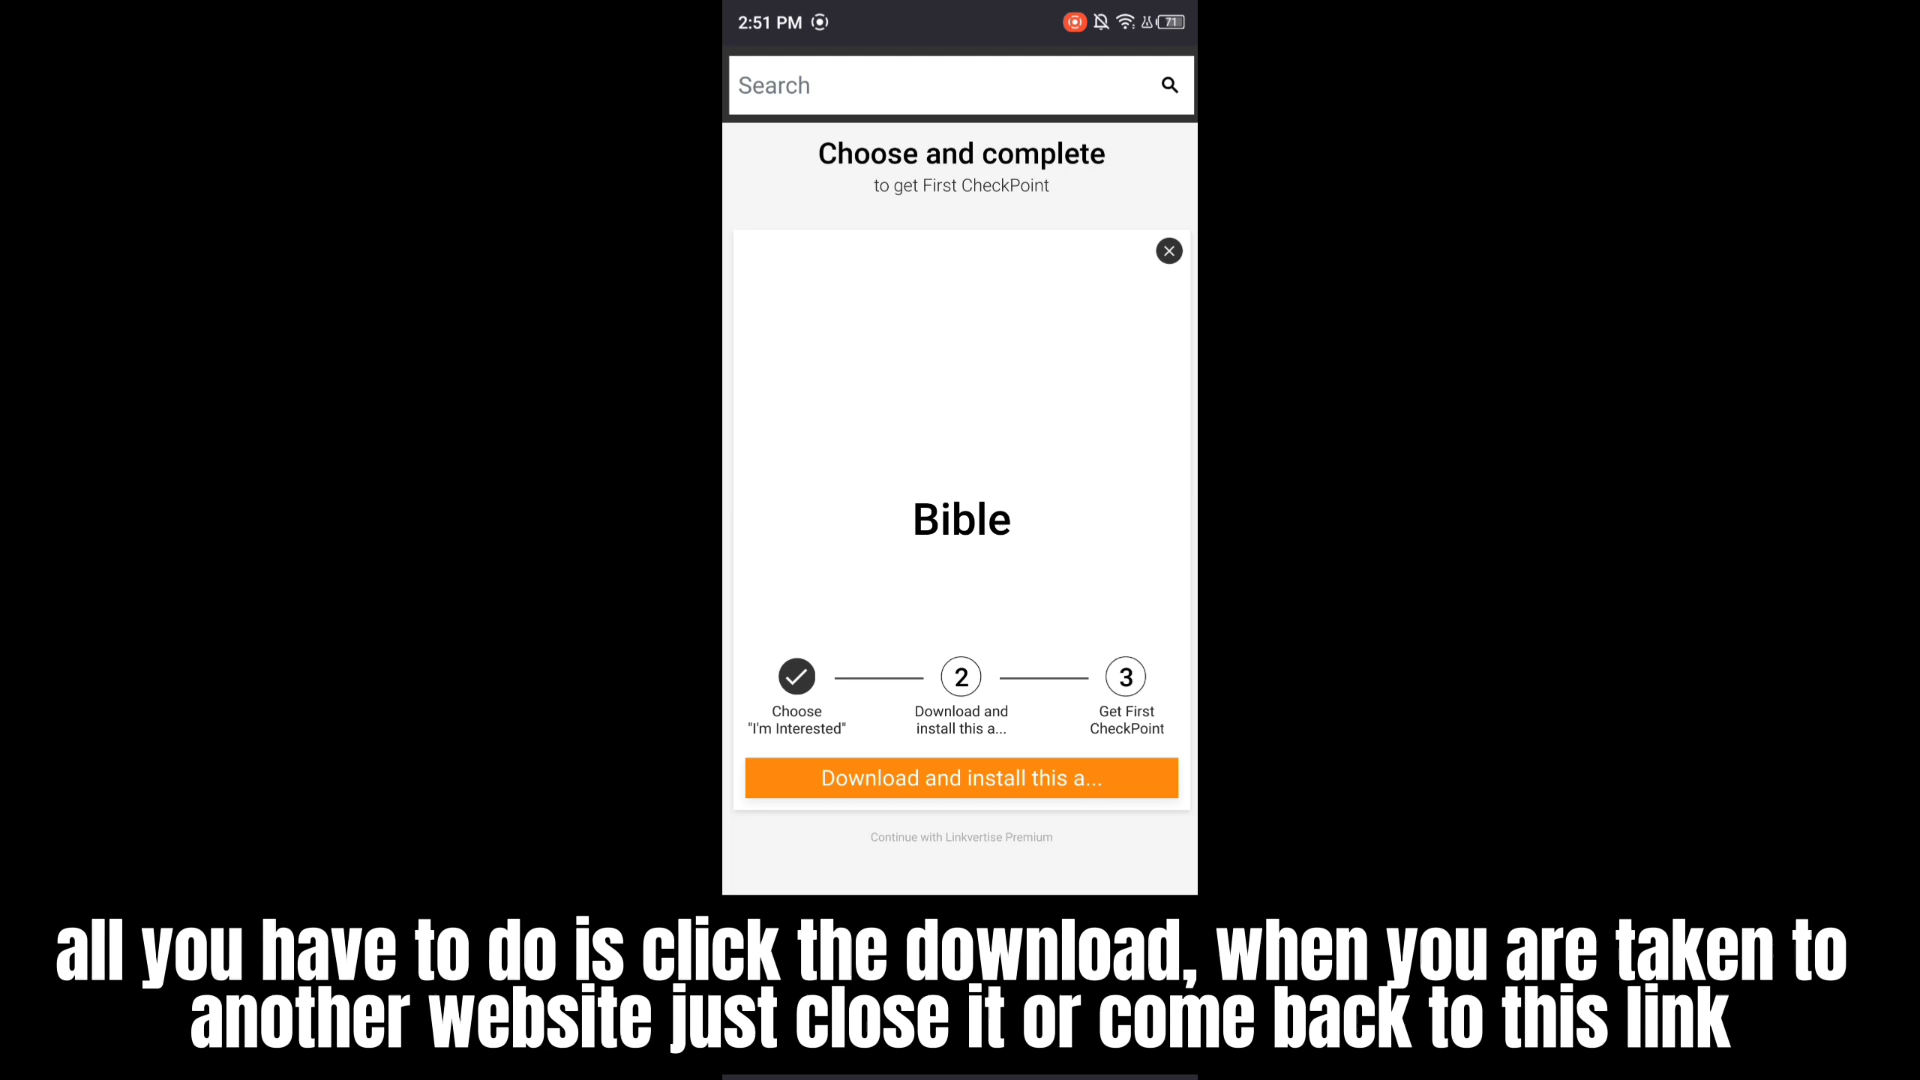 2:51 PM
71
Search
Choose and complete
to get First CheckPoint
Bible
2
3
Choose
"I'm Interested"
Download and
install this a...
Get First
CheckPoint
Download and install this a...
Continue with Linkvertise Premium
all you have to do is click the download, when you are taken to
another website just close it or come back to this link